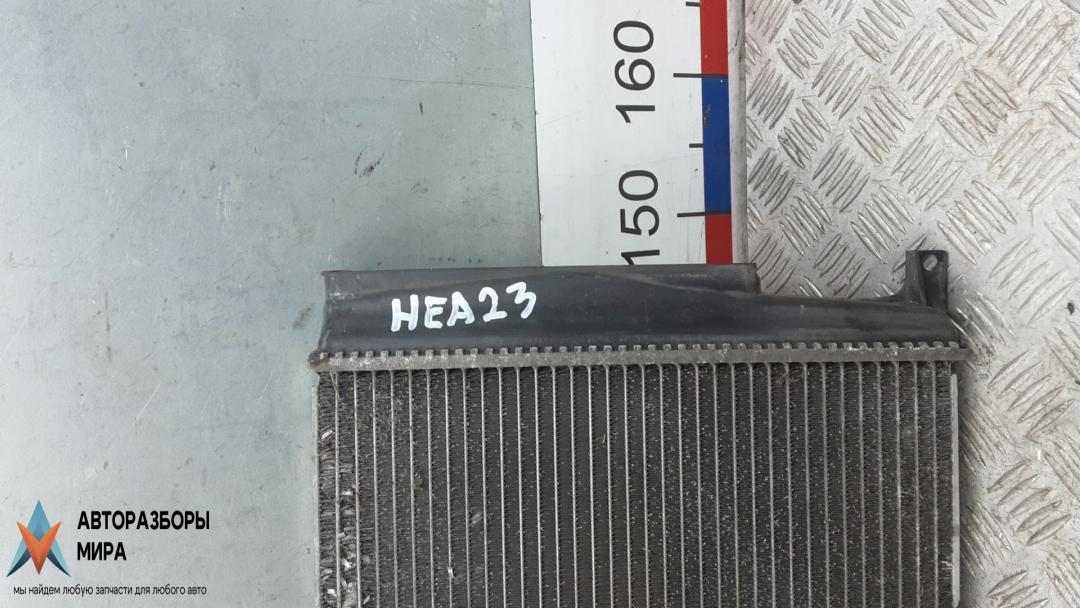 160
150
HEA23
АВТОРАЗБОРЫ
МИРА
мы найдем любую запчасти для любого авто